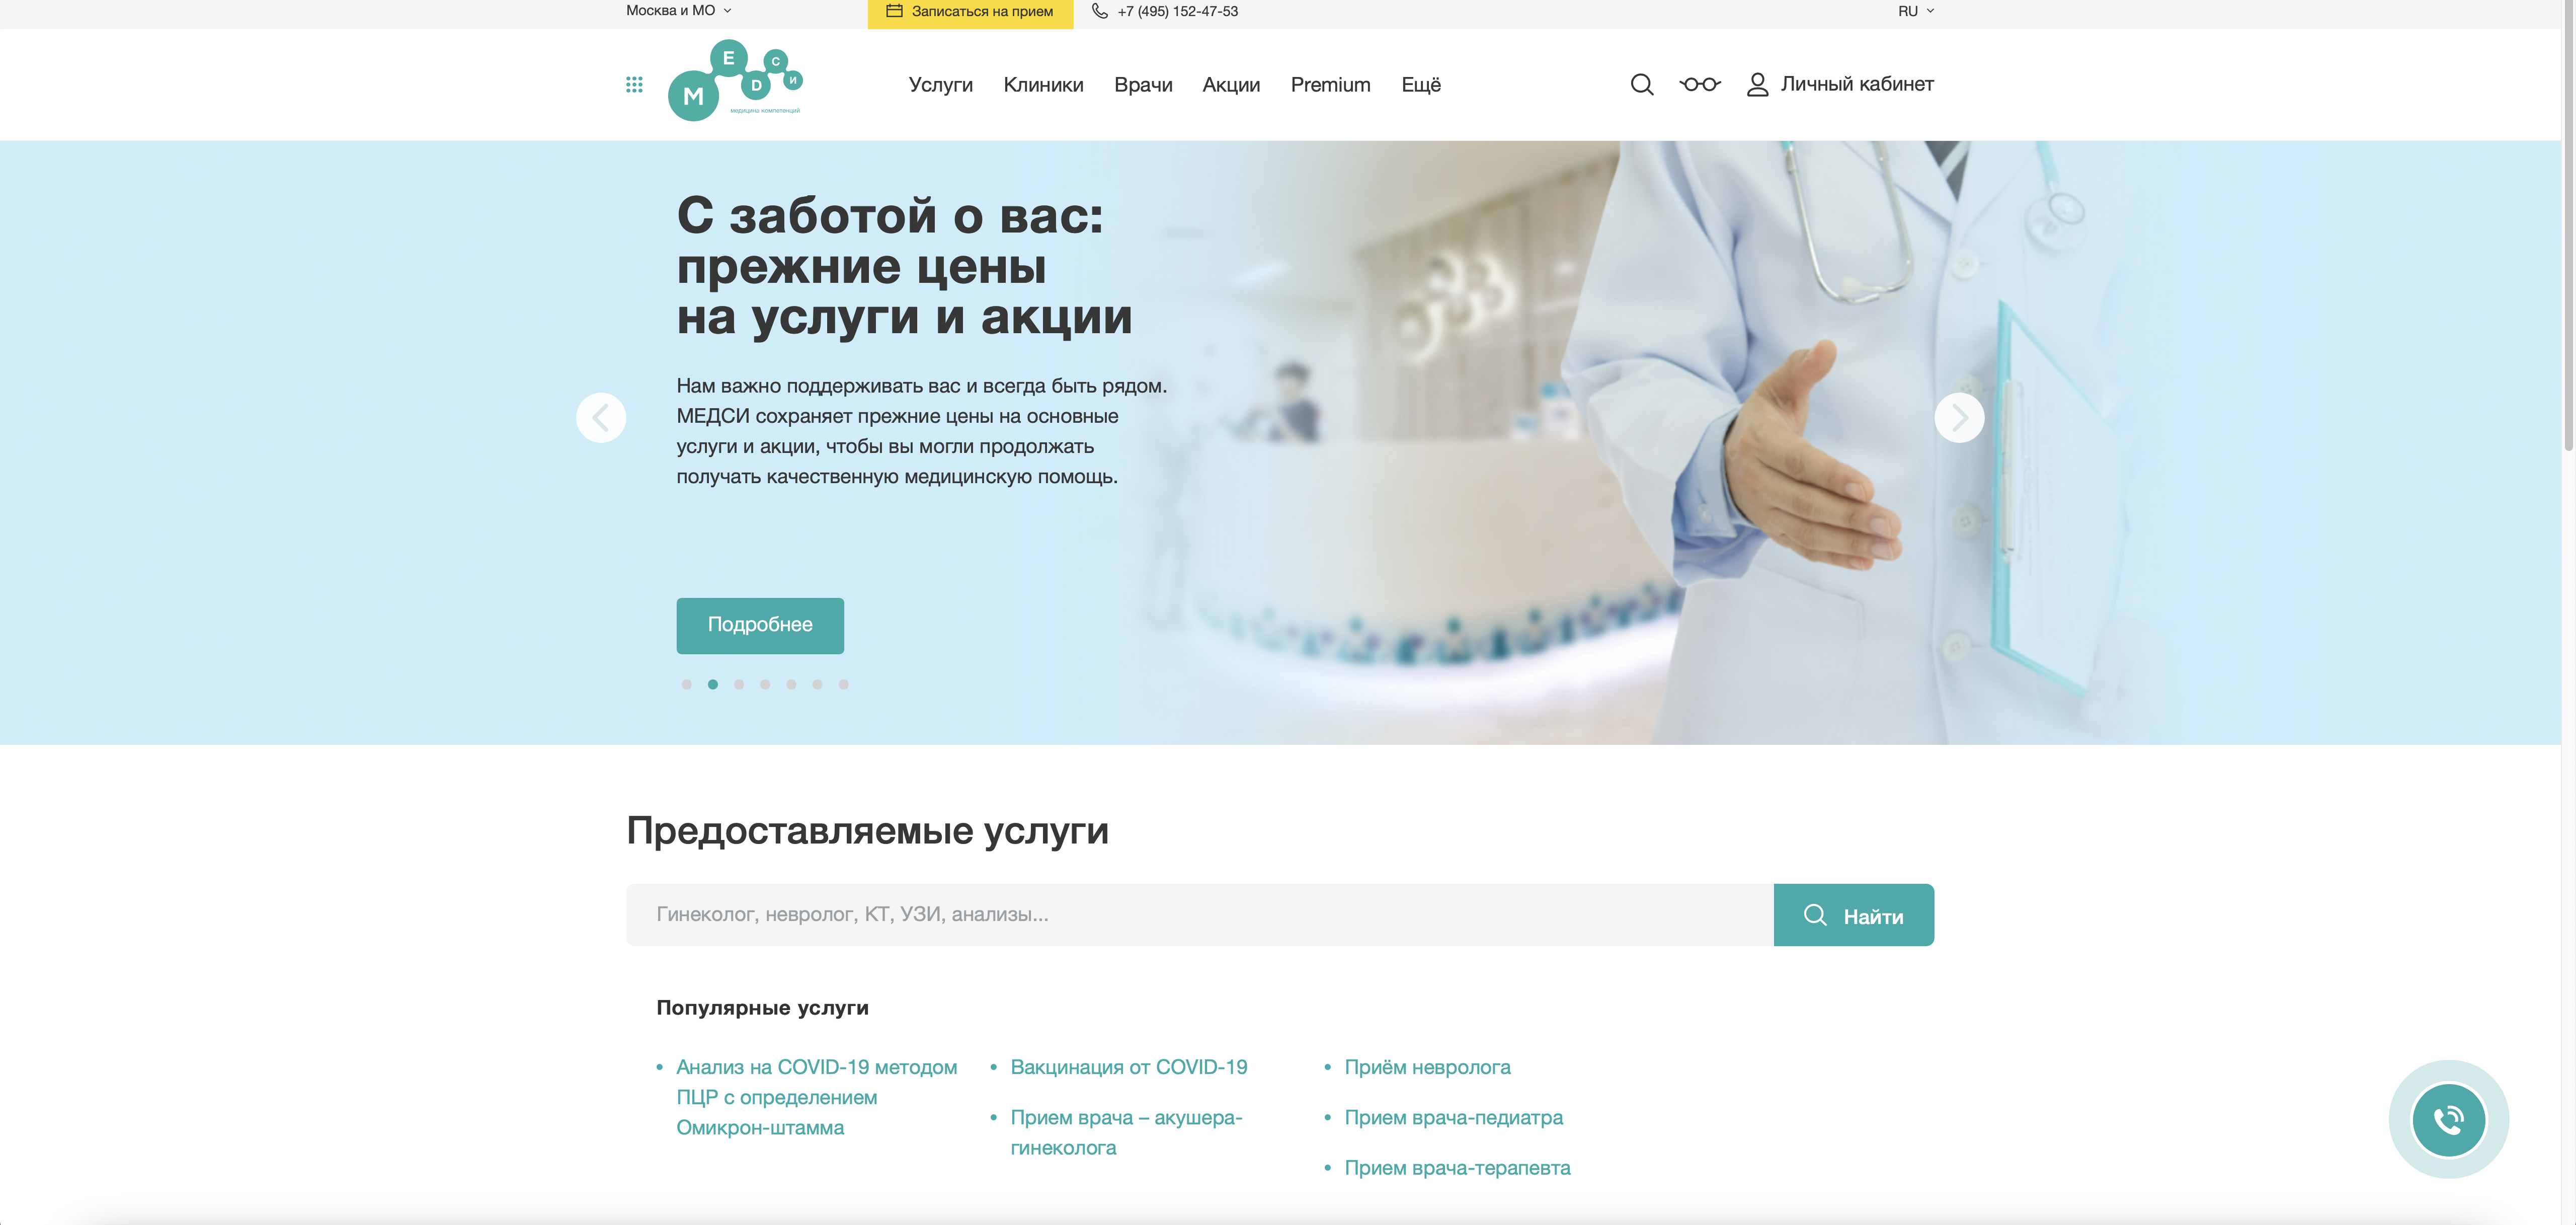 Москва и МО
Записаться на прием
+7 (495) 152-47-53
RU
М E D С И
медицина компетенций
Услуги
Клиники
Врачи
Акции
Premium
Ещё
Личный кабинет
С заботой о вас:
прежние цены
на услуги и акции
Нам важно поддерживать вас и всегда быть рядом.
МЕДСИ сохраняет прежние цены на основные
услуги и акции, чтобы вы могли продолжать
получать качественную медицинскую помощь.
Подробнее
Предоставляемые услуги
Гинеколог, невролог, КТ, УЗИ, анализы...
Найти
Популярные услуги
Анализ на COVID-19 методом
ПЦР с определением
Омикрон-штамма
Вакцинация от COVID-19
Прием врача – акушера-
гинеколога
Приём невролога
Прием врача-педиатра
Прием врача-терапевта